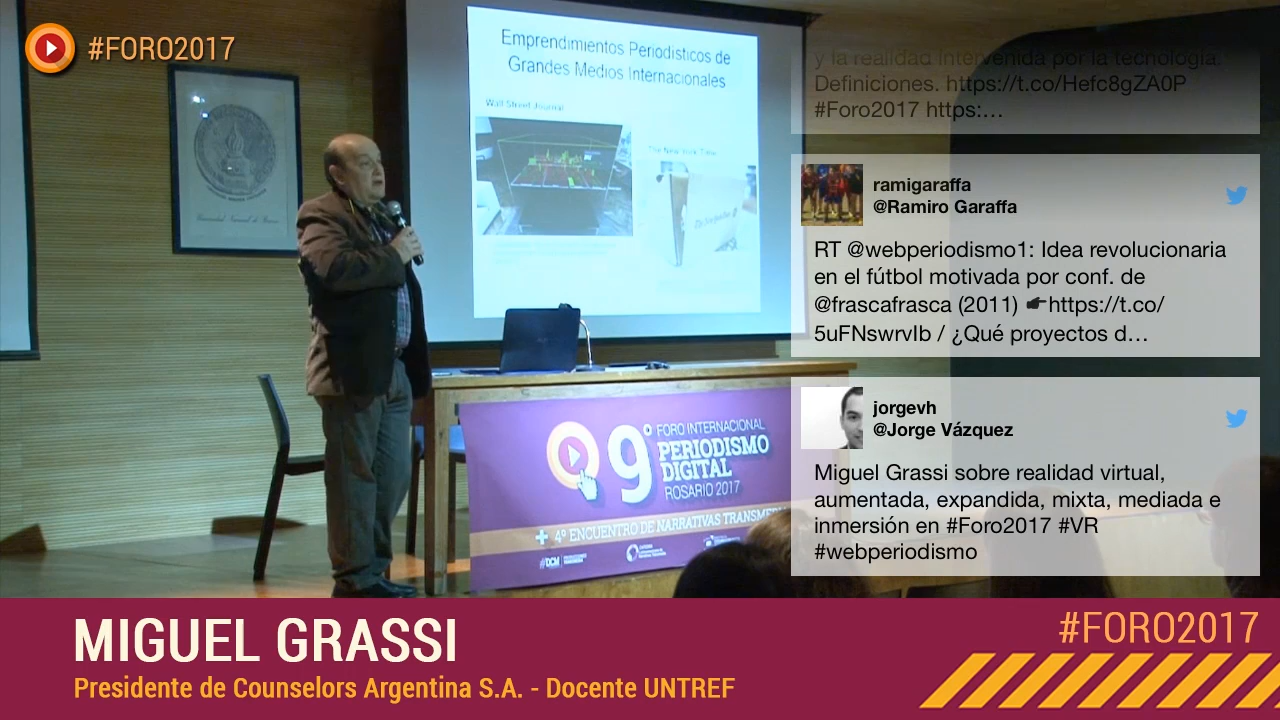 #FORO2017
Emprendimientos Periodísticos de
Grandes Medios Internacionales
Wall Street Journal
The New York Times
y la realidad intervenida por la tecnología.
Definiciones. https://t.co/Hefc8gZA0P
#Foro2017 https:…
ramigaraffa
@Ramiro Garaffa
RT @webperiodismo1: Idea revolucionaria
en el fútbol motivada por conf. de
@frascafrasca (2011) ☛https://t.co/
5uFNswrvIb / ¿Qué proyectos d…
jorgevh
@Jorge Vázquez
Miguel Grassi sobre realidad virtual,
aumentada, expandida, mixta, mediada e
inmersión en #Foro2017 #VR
#webperiodismo
9°
FORO INTERNACIONAL
PERIODISMO
DIGITAL
ROSARIO 2017
+ 4º ENCUENTRO DE NARRATIVAS TRANSMEDIA
#DCM
MIGUEL GRASSI
Presidente de Counselors Argentina S.A. - Docente UNTREF
#FORO2017